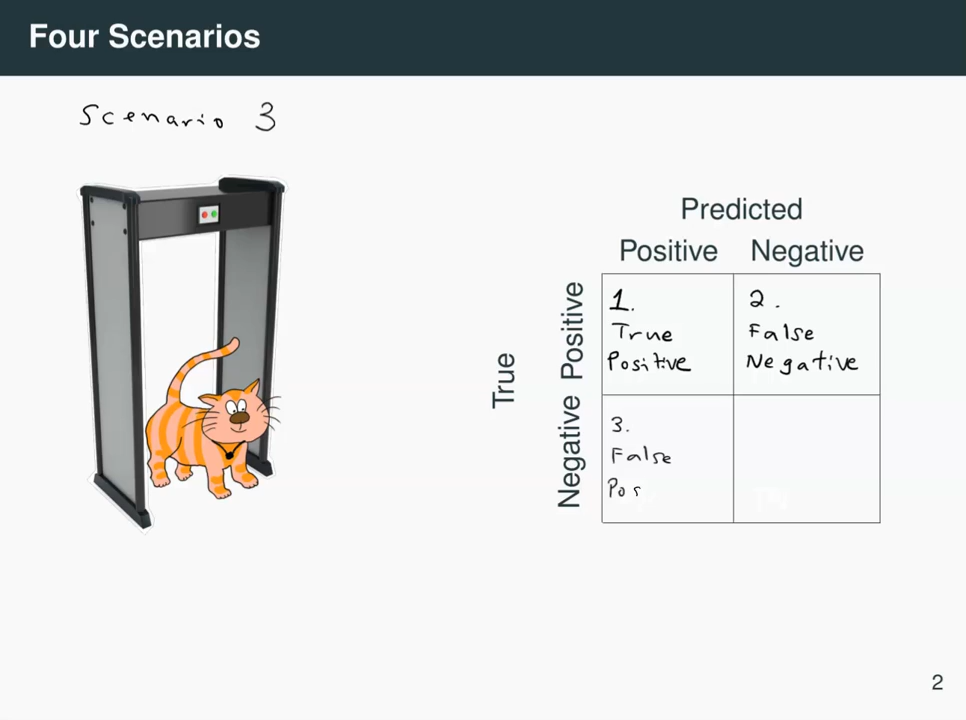 Four Scenarios
Scenario 3
Predicted
Positive Negative
True
Positive
Negative
1.
True
Positive
2.
False
Negative
3.
False
Pos
2